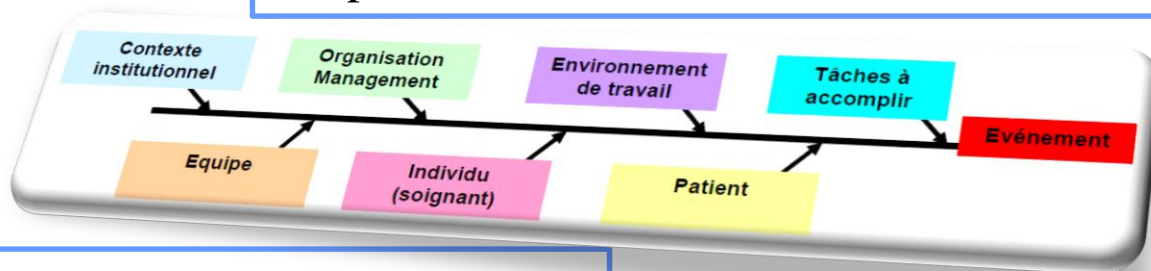 Contexte
institutionnel
Organisation
Management
Environnement
de travail
Tâches à
accomplir
Evénement
Equipe
Individu
(soignant)
Patient